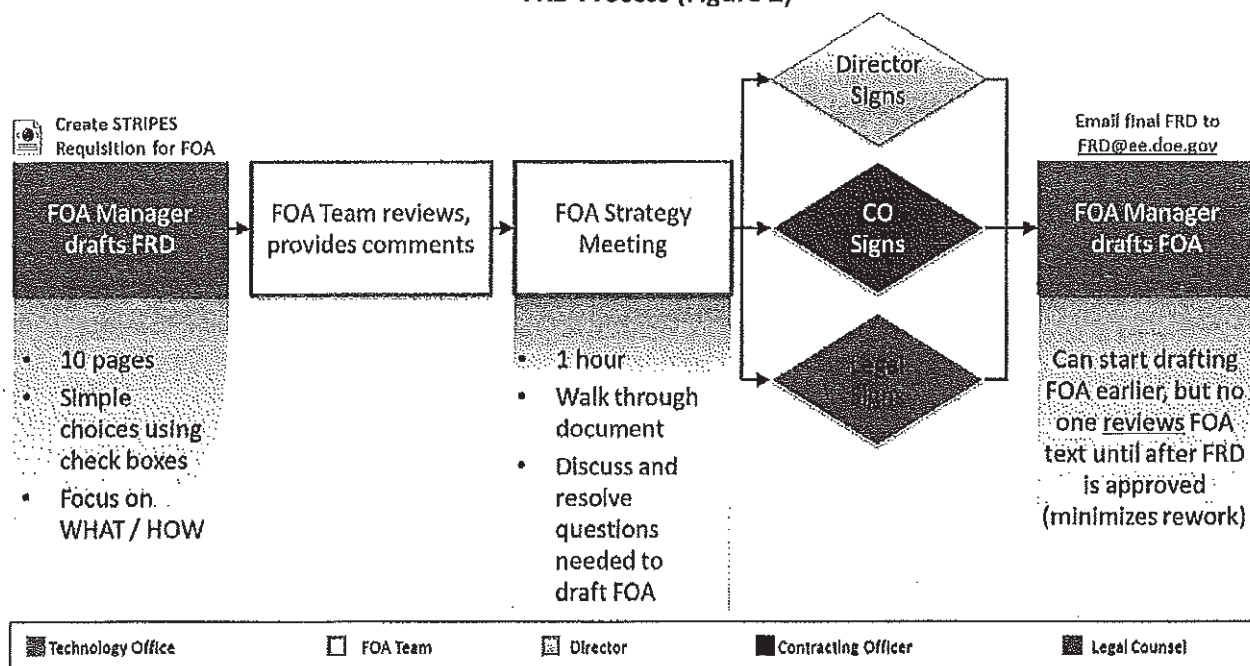 FRD Process (Figure
Director
Signs
Create STRIPES
Requisition for FOA
Email final FRD to
FRD@ee.doe.gov
FOA Manager
drafts FRD
FOA Team reviews,
provides comments
FOA Strategy
Meeting
CO
Signs
FOA Manager
drafts FOA
• 10 pages
• Simple
choices using
check boxes
• Focus on
WHAT / HOW
• 1 hour
• Walk through
document
• Discuss and
resolve
questions
needed to
draft FOA
Legal
Signs
Can start drafting
FOA earlier, but no
one reviews FOA
text until after FRD
is approved
(minimizes rework)
Technology Office
FOA Team
Director
Contracting Officer
Legal Counsel